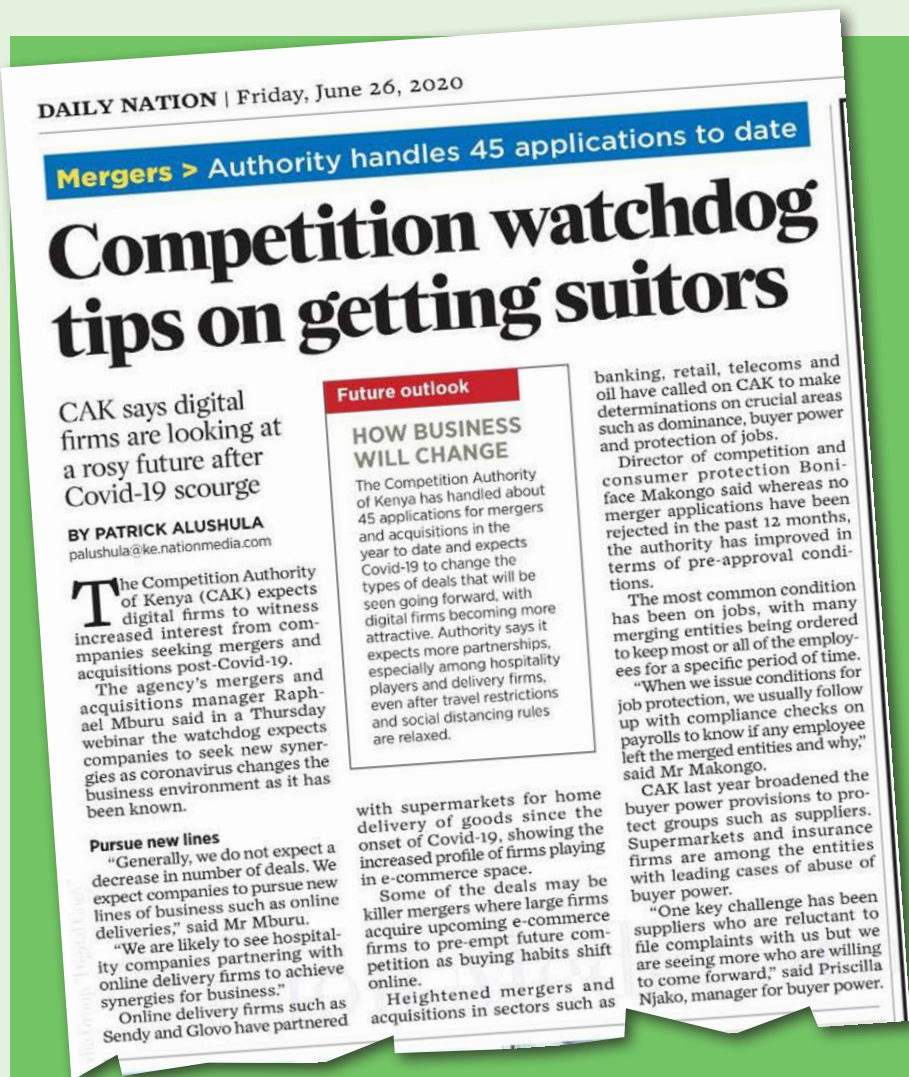 DAILY NATION | Friday, June 26, 2020
Mergers > Authority handles 45 applications to date
Competition watchdog
tips on getting suitors
CAK says digital
firms are looking at
a rosy future after
Covid-19 scourge
BY PATRICK ALUSHULA
palushula@ke.nationmedia.com
The Competition Authority
of Kenya (CAK) expects
digital firms to witness
increased interest from com-
mpanies seeking mergers and
acquisitions post-Covid-19.
The agency's mergers and
acquisitions manager Raph-
ael Mburu said in a Thursday
webinar the watchdog expects
companies to seek new syner-
gies as coronavirus changes the
business environment as it has
been known.
Pursue new lines
"Generally, we do not expect a
decrease in number of deals. We
expect companies to pursue new
lines of business such as online
deliveries," said Mr Mburu.
"We are likely to see hospital-
ity companies partnering with
online delivery firms to achieve
synergies for business."
Online delivery firms such as
Sendy and Glovo have partnered
Future outlook
HOW BUSINESS
WILL CHANGE
The Competition Authority
of Kenya has handled about
45 applications for mergers
and acquisitions in the
year to date and expects
Covid-19 to change the
types of deals that will be
seen going forward, with
digital firms becoming more
attractive. Authority says it
expects more partnerships,
especially among hospitality
players and delivery firms,
even after travel restrictions
and social distancing rules
are relaxed.
with supermarkets for home
delivery of goods since the
onset of Covid-19, showing the
increased profile of firms playing
in e-commerce space.
Some of the deals may be
killer mergers where large firms
acquire upcoming e-commerce
firms to pre-empt future com-
petition as buying habits shift
online.
Heightened mergers and
acquisitions in sectors such as
banking, retail, telecoms and
oil have called on CAK to make
determinations on crucial areas
such as dominance, buyer power
and protection of jobs.
Director of competition and
consumer protection Boni-
face Makongo said whereas no
merger applications have been
rejected in the past 12 months,
the authority has improved in
terms of pre-approval condi-
tions.
The most common condition
has been on jobs, with many
merging entities being ordered
to keep most or all of the employ-
ees for a specific period of time.
"When we issue conditions for
job protection, we usually follow
up with compliance checks on
payrolls to know if any employee
left the merged entities and why,"
said Mr Makongo.
CAK last year broadened the
buyer power provisions to pro-
tect groups such as suppliers.
Supermarkets and insurance
firms are among the entities
with leading cases of abuse of
buyer power.
"One key challenge has been
suppliers who are reluctant to
file complaints with us but we
are seeing more who are willing
to come forward," said Priscilla
Njako, manager for buyer power.